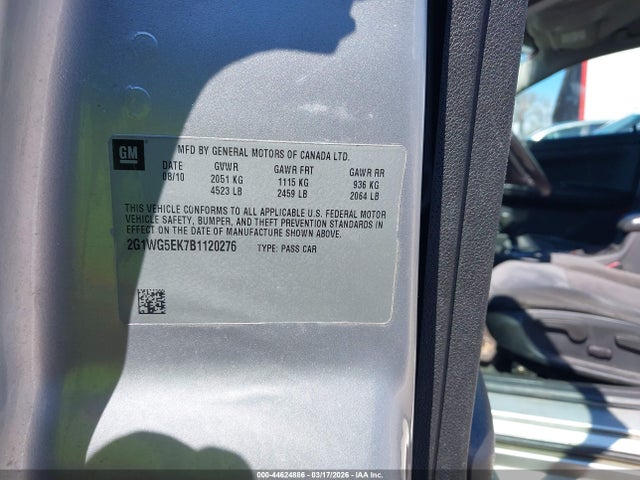 GM
MFD BY GENERAL MOTORS OF CANADA LTD.
DATE GVWR GAWR FRT GAWR RR
08/10 2051 KG 1115 KG 936 KG
4523 LB 2459 LB 2064 LB
THIS VEHICLE CONFORMS TO ALL APPLICABLE U.S. FEDERAL MOTOR
VEHICLE SAFETY, BUMPER, AND THEFT PREVENTION STANDARDS IN
EFFECT ON THE DATE OF MANUFACTURE SHOWN ABOVE.
2G1WG5EK7B1120276 TYPE: PASS CAR
000-44624886 - 03/17/2026 - IAA Inc.